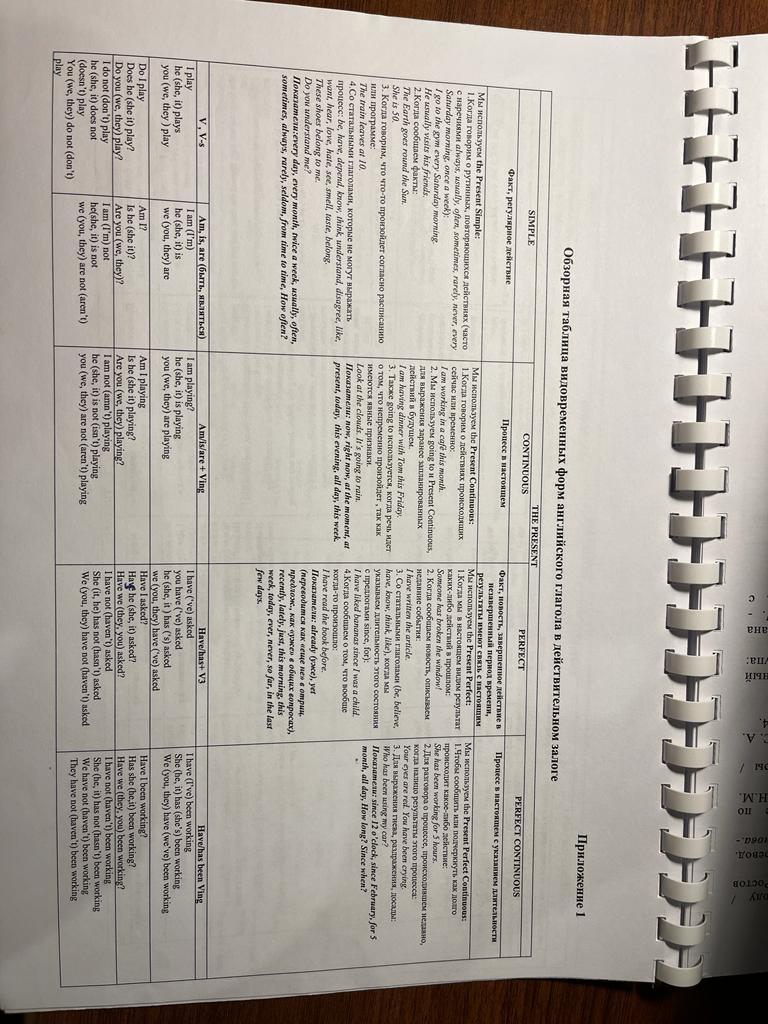 Приложение 1
Обзорная таблица видовременных форм английского глагола в действительном залоге
THE PRESENT
SIMPLE
CONTINUOUS
PERFECT
PERFECT CONTINUOUS
Факт, регулярное действие
Процесс в настоящем
Факт, новость, завершенное действие в
незавершенный период времени,
результаты имеют связь с настоящим
Процесс в настоящем с указанием длительности
Мы используем the Present Simple:
1.Когда говорим о рутинных, повторяющихся действиях (часто
с наречиями always, usually, often, sometimes, rarely, never, every
Saturday morning, once a week):
I go to the gym every Saturday morning.
He usually visits his friends.
2.Когда сообщаем факты:
The Earth goes round the Sun.
She is 50.
3. Когда говорим, что что-то произойдет согласно расписанию
или программе:
The train leaves at 10.
4.Со статальными глаголами, которые не могут выражать
процесс: be, have, depend, know, think, understand, disagree, like,
want, hear, love, hate, see, smell, taste, belong.
These shoes belong to me.
Do you understand me?
Показатели:every day, every month, twice a week, usually, often,
sometimes, always, rarely, seldom, from time to time, How often?
Мы используем the Present Continuous:
1.Когда говорим о действиях происходящих
сейчас или временно:
I am working in a café this month.
2. Мы используем going to и Present Continuous,
для выражения заранее запланированных
действий в будущем.
I am having dinner with Tom this Friday.
3. Также going to используется, когда речь идет
о том, что непременно произойдет , так как
имеются явные признаки.
Look at the clouds. It's going to rain.
Показатели: now, right now, at the moment, at
present, today, this evening, all day, this week.
Мы используем the Present Perfect:
1.Когда мы в настоящем видим результат
каких-либо действий в прошлом:
Someone has broken the window!
2. Когда сообщаем новость, описываем
недавние события:
I have written the article.
3. Со статальными глаголами (be, believe,
have, know, think, like), когда мы
указываем длительность этого состояния
с предлогами since, for):
I have liked bananas since I was a child.
4.Когда сообщаем о том, что вообще
когда-то произошло:
I have read the book before.
Показатели: already (уже), yet
(переводится как «еще не» в отриц.
предлож., как «уже» в общих вопросах),
recently, lately, just, this morning, this
week, today, ever, never, so far, in the last
few days.
Мы используем the Present Perfect Continuous:
1.Чтобы сообщить или подчеркнуть как долго
происходит какое-либо действие:
She has been working for 5 hours.
2.Для разговора о процессе, происходившем недавно,
когда налицо результаты этого процесса:
Your eyes are red. You have been crying.
3. Для выражения гнева, раздражения, досады:
Who has been using my car?
Показатели: since 12 o'clock, since February, for 5
month, all day, How long? Since when?
V , V-s
Am, is, are (быть, являться)
Am/is/are + Ving
Have/has+ V3
Have/has been Ving
I play
he (she, it) plays
you (we, they ) play
I am (I'm)
he (she, it) is
we (you, they) are
I am playing?
he (she, it) is playing
you (we, they) are playing
I have ('ve) asked
you have ('ve) asked
he (she, it ) has ('s) asked
we (you, they) have ('ve) asked
I have (I've) been working
She (he, it) has (she's) been working
We (you, they) have (we've) been working
Do I play
Does he (she it) play?
Do you (we, they) play?
Am I?
Is he (she it)?
Are you (we, they)?
Am I playing
Is he (she it) playing?
Are you (we, they) playing?
Have I asked?
Has he (she, it) asked?
Have we (they, you) asked?
Have I been working?
Has she (he,it) been working?
Have we (they, you) been working?
I do not (don't) play
he (she, it) does not
(doesn't) play
You (we, they) do not (don't)
play
I am (I'm) not
he(she, it) is not
we (you, they) are not (aren't)
I am not (amn't) playing
he (she, it) is not (isn't) playing
you (we, they) are not (aren't) playing
I have not (haven't) asked
She (it, he) has not (hasn't) asked
We (you, they) have not (haven't) asked
I have not (haven't) been working
She (he, it) has not (hasn't) been working
We have not (haven't) been working
They have not (haven't) been working